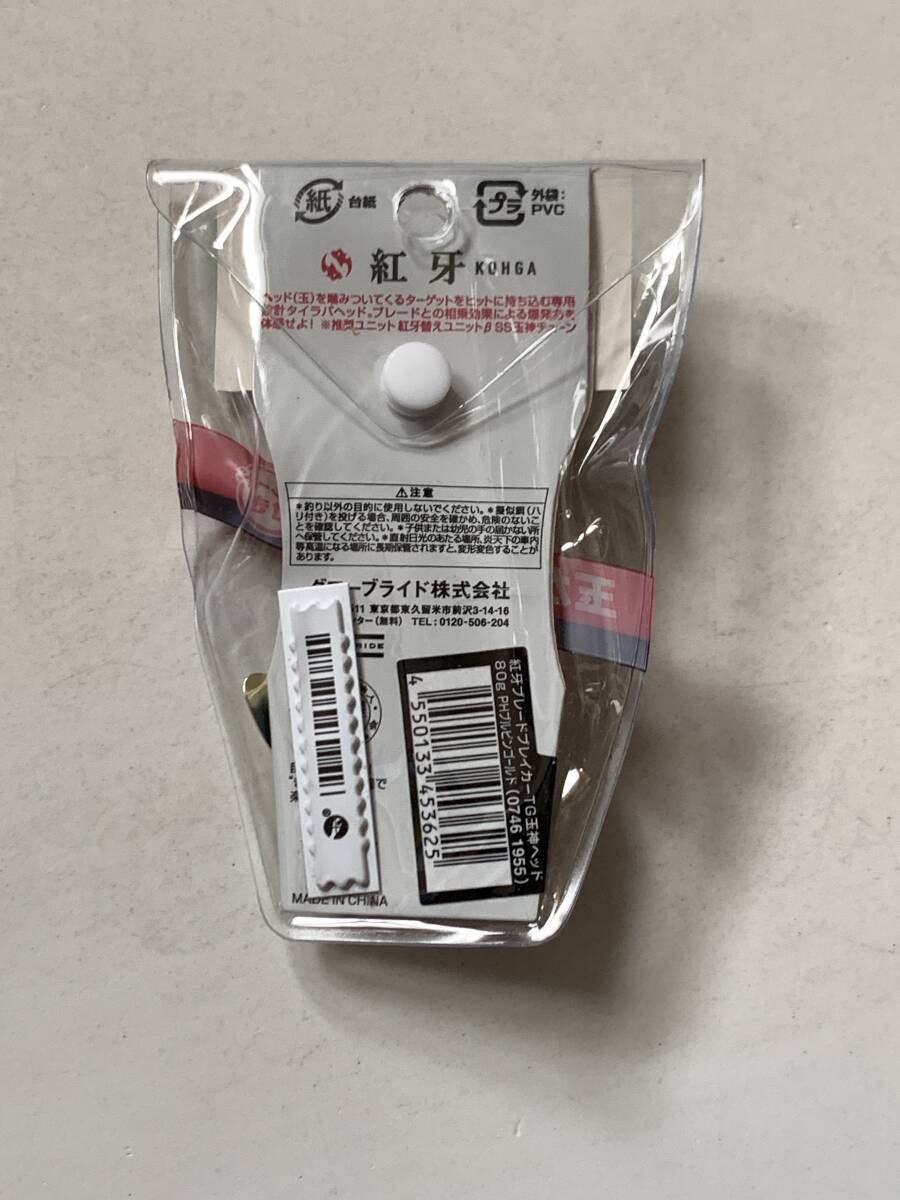 紙 台紙
プラ 外袋:
PVC
紅牙 KOHGA
ヘッド(玉)を噛みついてくるターゲットをヒットに持ち込む専用
設計タイラバヘッド。ブレードとの相乗効果による爆発力を
体感せよ! ※推奨ユニット 紅牙替えユニットβ SS玉神チューン
⚠注意
*釣り以外の目的に使用しないでください。*擬似餌(ハ
リ付き)を投げる場合、周囲の安全を確かめ、危険のないこ
とを確認してください。*子供または幼児の手の届かない所
へ保管してください。*直射日光のあたる場所、炎天下の車内
等高温になる場所に長期保管されますと、変形変色することが
あります。
グローブライド株式会社
511 東京都東久留米市前沢3-14-16
ンター(無料) TEL:0120-506-204
RIDE
で
MADE IN CHINA
紅牙ブレードブレイカーTG玉神ヘッド
80g PHブルピンゴールド(0746 1955)
4 550133 453625